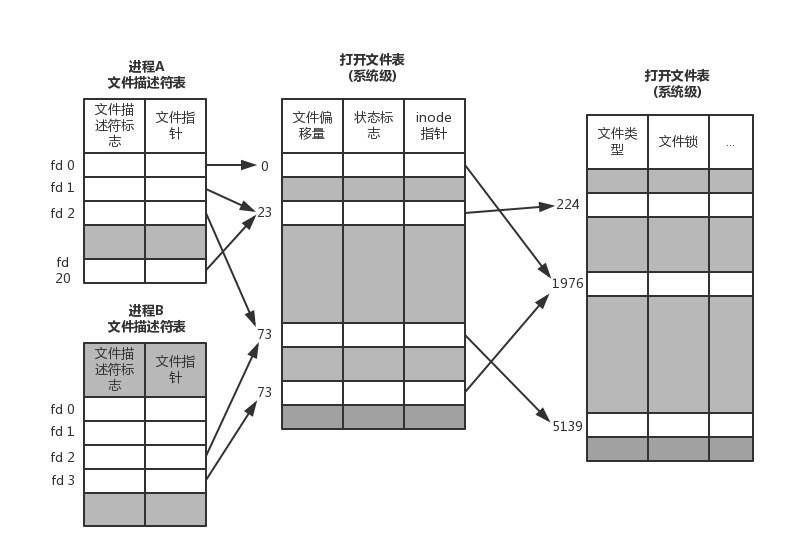 进程A
文件描述符表
文件描
述符标
志
文件指
针
fd 0
fd 1
fd 2
fd
20
进程B
文件描述符表
文件描
述符标
志
文件指
针
fd 0
fd 1
fd 2
fd 3
打开文件表
(系统级)
文件偏
移量
状态标
志
inode
指针
0
23
73
73
打开文件表
(系统级)
文件类
型
文件锁
...
224
1976
5139